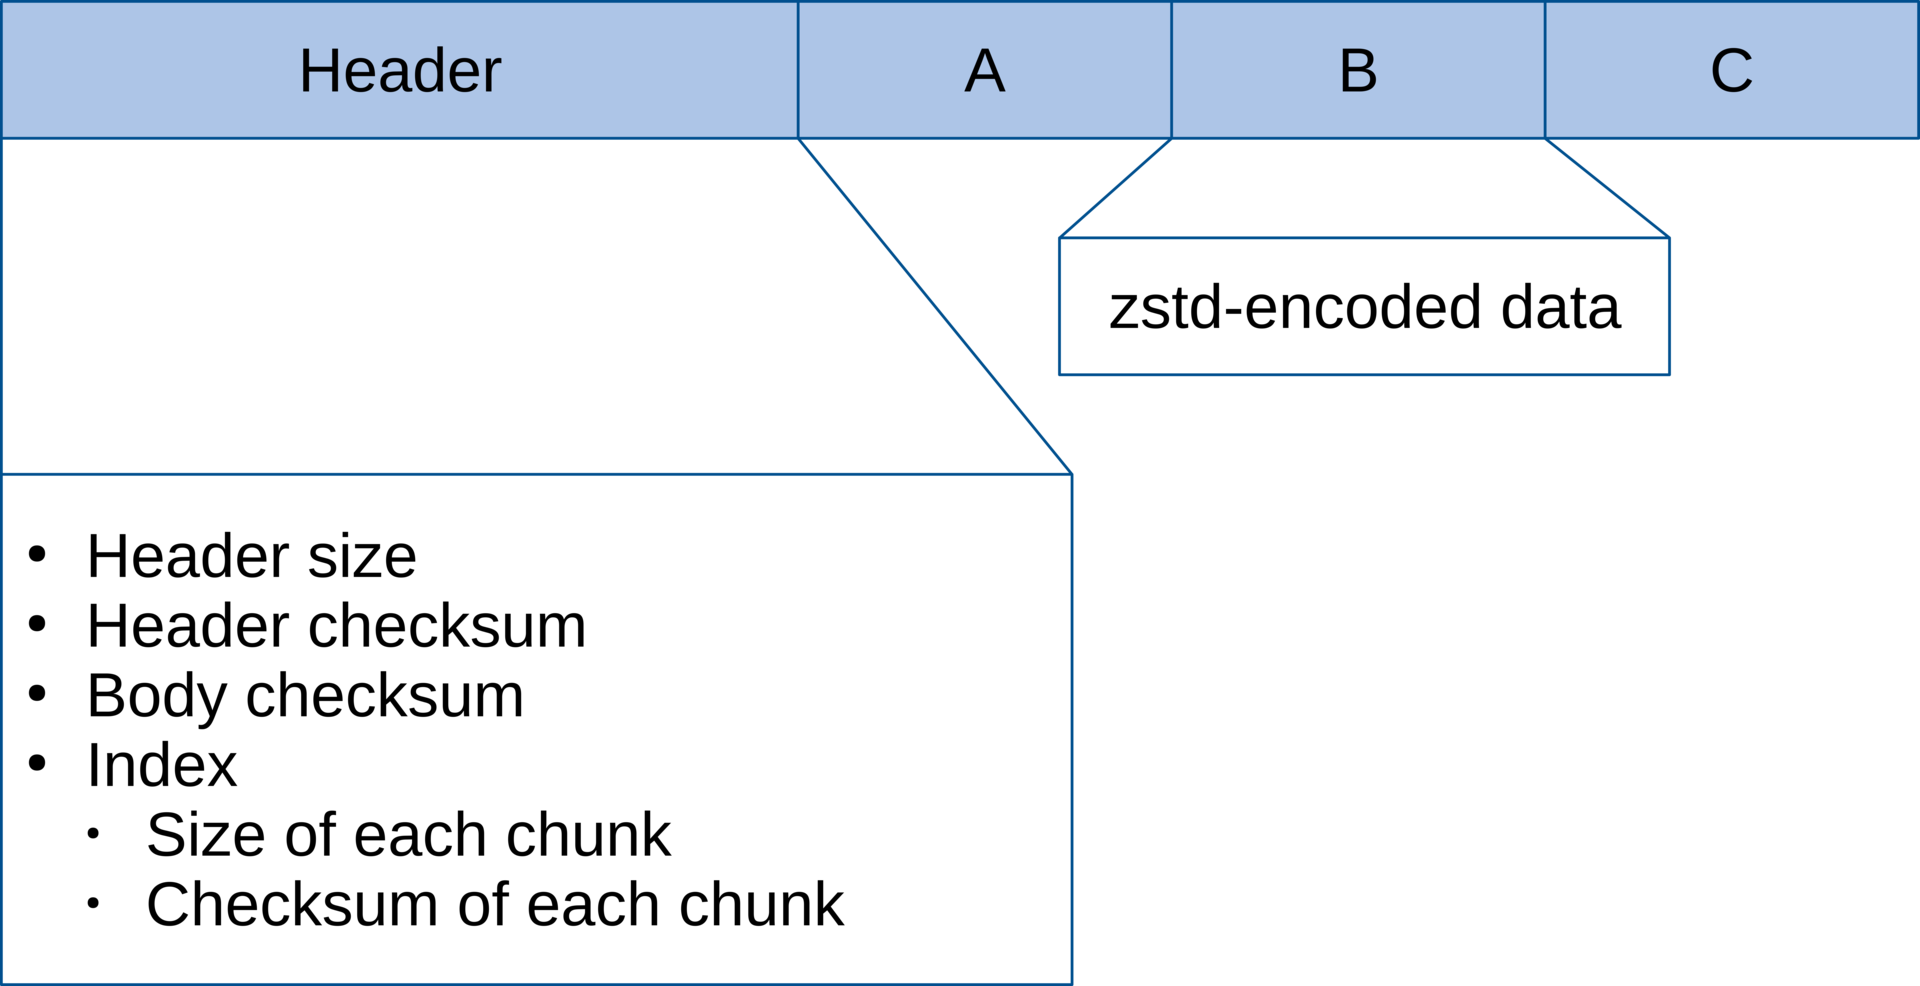 Header A B C
zstd-encoded data
• Header size
• Header checksum
• Body checksum
• Index
• Size of each chunk
• Checksum of each chunk